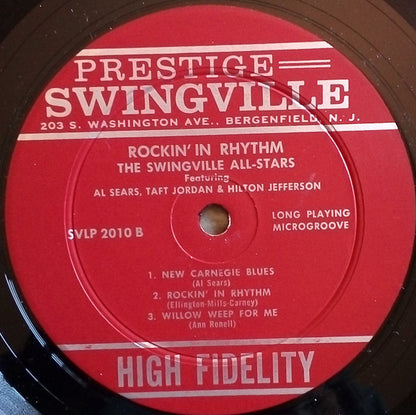 PRESTIGE
SWINGVILLE
203 S. WASHINGTON AVE., BERGENFIELD, N. J.
ROCKIN' IN RHYTHM
THE SWINGVILLE ALL-STARS
Featuring
AL SEARS, TAFT JORDAN & HILTON JEFFERSON
SVLP 2010 B
LONG PLAYING
MICROGROOVE
1. NEW CARNEGIE BLUES
(Al Sears)
2. ROCKIN' IN RHYTHM
(Ellington-Mills-Carney)
3. WILLOW WEEP FOR ME
(Ann Ronell)
HIGH FIDELITY